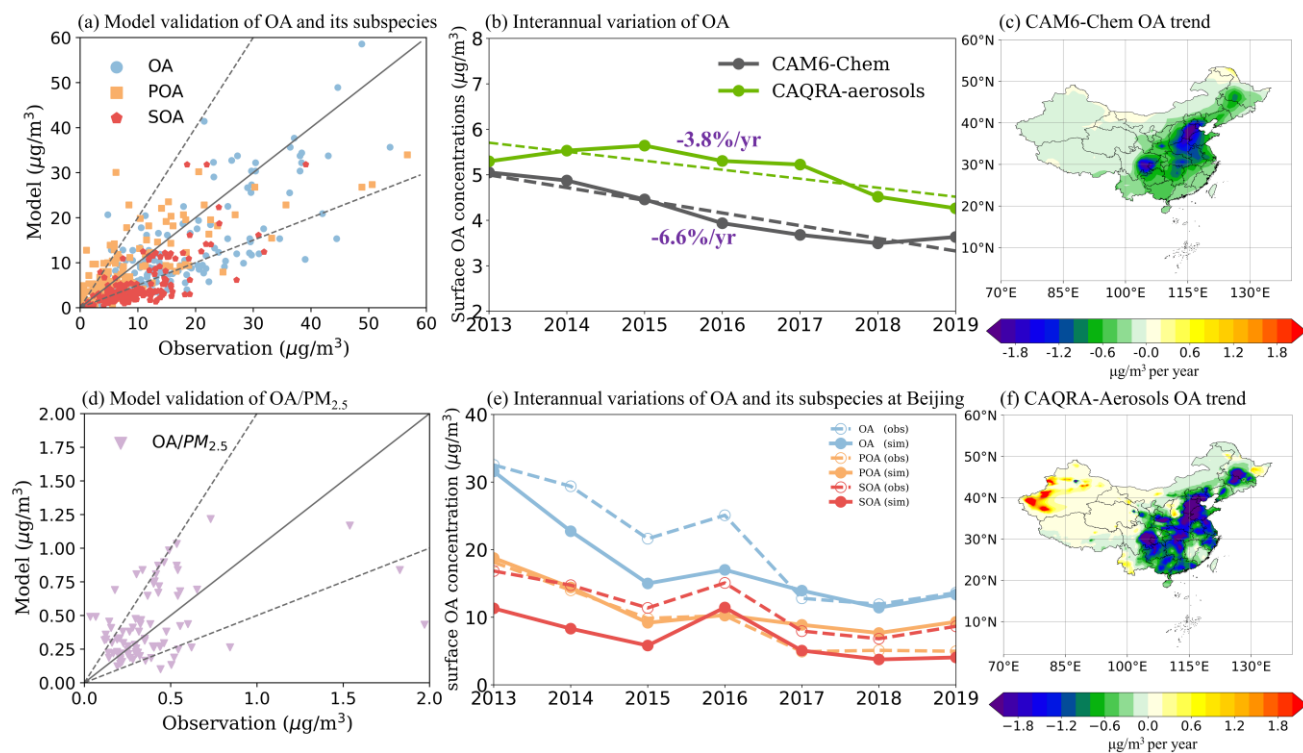 (a) Model validation of OA and its subspecies
60
50
40
30
20
10
0
Model (μg/m³)
OA
POA
SOA
0 10 20 30 40 50 60
Observation (μg/m³)
(b) Interannual variation of OA
8
7
6
5
4
3
2
Surface OA concentrations (μg/m³)
CAM6-Chem
CAQRA-aerosols
-3.8%/yr
-6.6%/yr
2013 2014 2015 2016 2017 2018 2019
(c) CAM6-Chem OA trend
60°N
50°N
40°N
30°N
20°N
10°N
70°E 85°E 100°E 115°E 130°E
-1.8 -1.2 -0.6 -0.0 0.6 1.2 1.8
μg/m³ per year
(d) Model validation of OA/PM₂.₅
2.00
1.75
1.50
1.25
1.00
0.75
0.50
0.25
0.00
Model (μg/m³)
OA/PM₂.₅
0.0 0.5 1.0 1.5 2.0
Observation (μg/m³)
(e) Interannual variations of OA and its subspecies at Beijing
40
30
20
10
0
surface OA concentration (μg/m³)
OA (obs)
OA (sim)
POA (obs)
POA (sim)
SOA (obs)
SOA (sim)
2013 2014 2015 2016 2017 2018 2019
(f) CAQRA-Aerosols OA trend
60°N
50°N
40°N
30°N
20°N
10°N
70°E 85°E 100°E 115°E 130°E
−1.8 −1.2 −0.6 0.0 0.6 1.2 1.8
μg/m³ per year